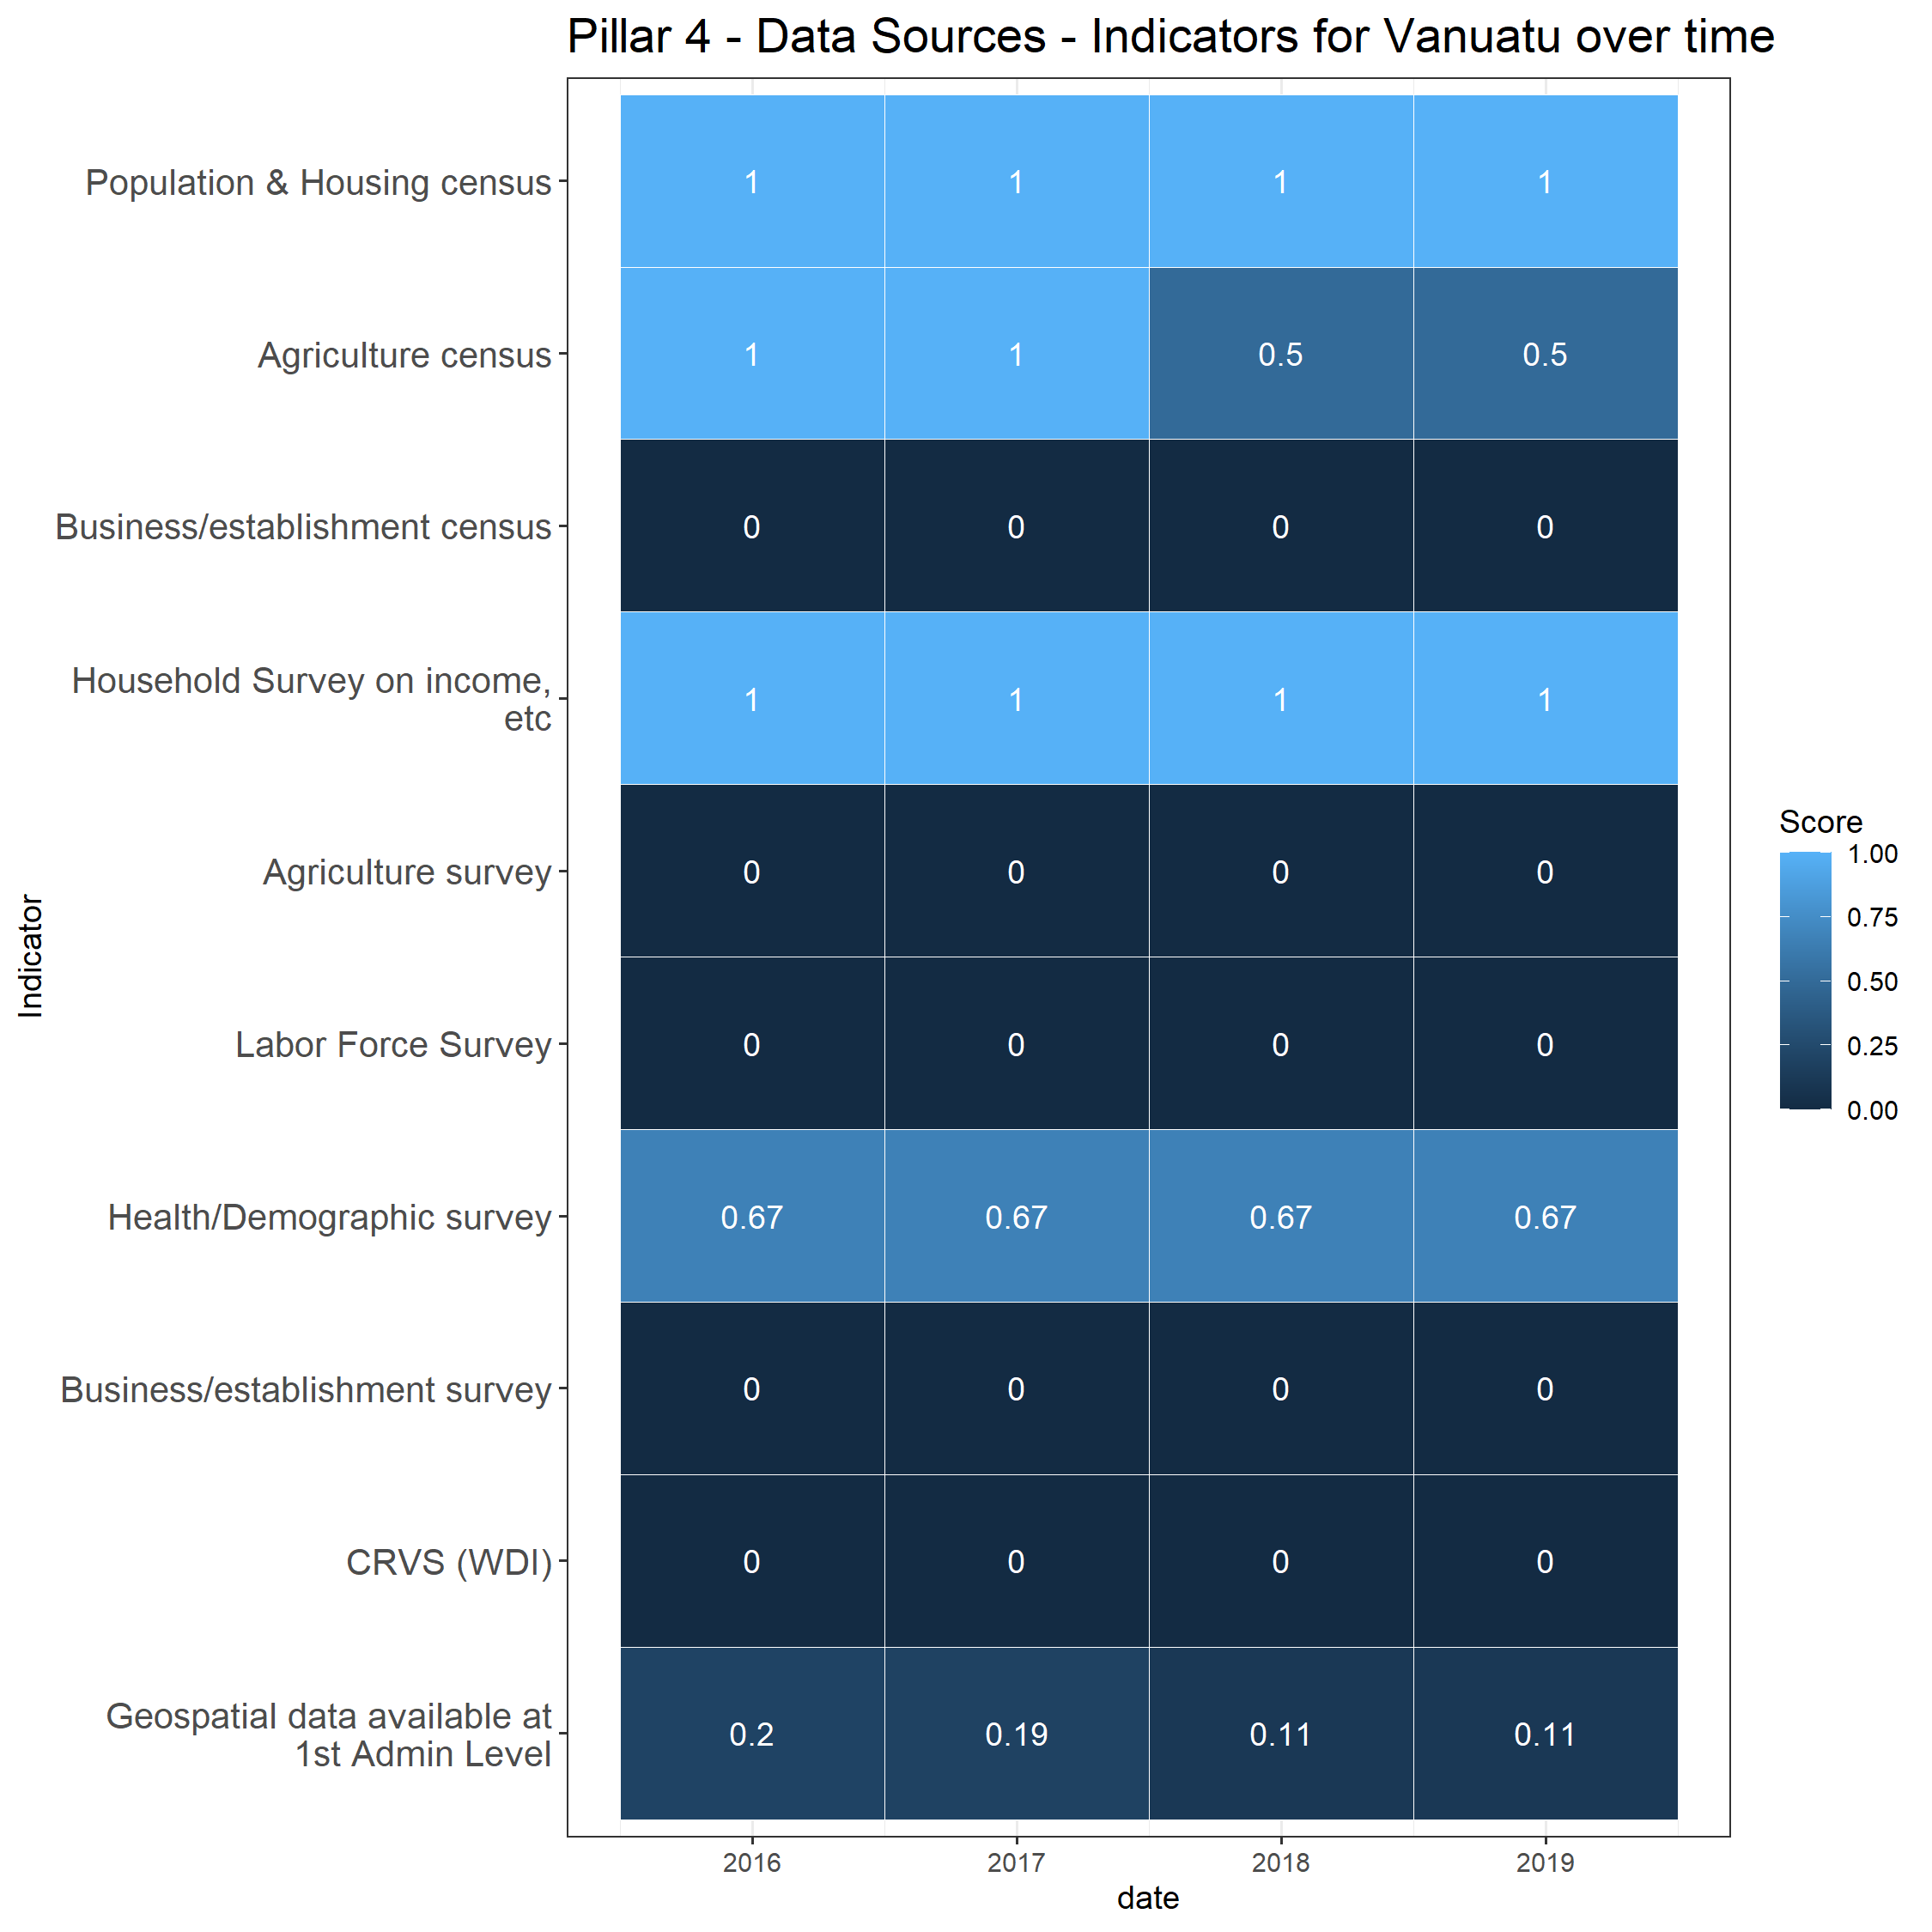 Pillar 4 - Data Sources - Indicators for Vanuatu over time
Population & Housing census
1 1 1 1
Agriculture census
1 1 0.5 0.5
Business/establishment census
0 0 0 0
Household Survey on income,
etc
1 1 1 1
Agriculture survey
0 0 0 0
Labor Force Survey
0 0 0 0
Health/Demographic survey
0.67 0.67 0.67 0.67
Business/establishment survey
0 0 0 0
CRVS (WDI)
0 0 0 0
Geospatial data available at
1st Admin Level
0.2 0.19 0.11 0.11
2016 2017 2018 2019
date
Indicator
Score
1.00
0.75
0.50
0.25
0.00